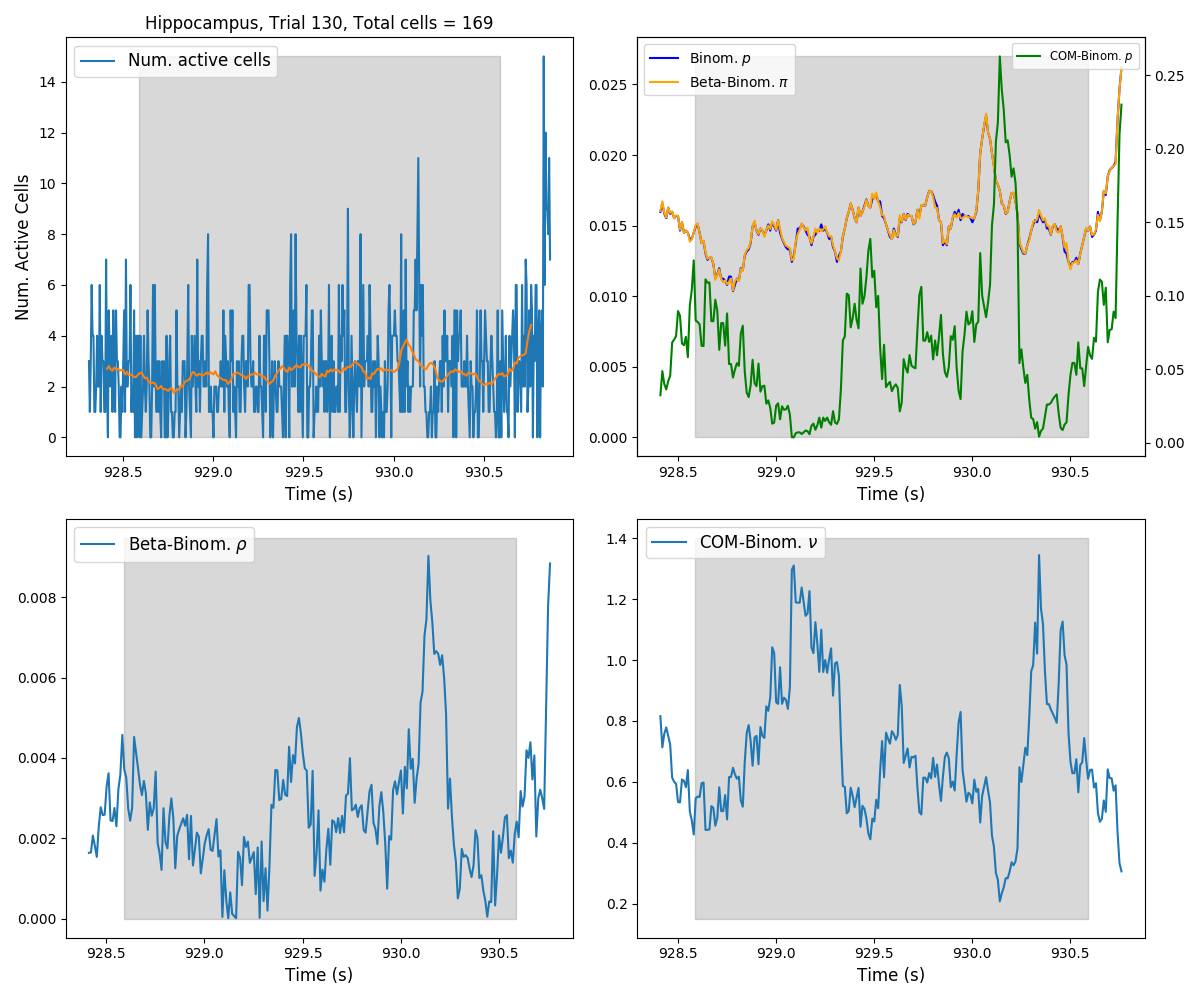 Hippocampus, Trial 130, Total cells = 169
Num. active cells
Num. Active Cells
14
12
10
8
6
4
2
0
928.5 929.0 929.5 930.0 930.5
Time (s)
Binom. p
Beta-Binom. π
COM-Binom. p
0.025
0.020
0.015
0.010
0.005
0.000
0.25
0.20
0.15
0.10
0.05
0.00
928.5 929.0 929.5 930.0 930.5
Time (s)
Beta-Binom. ρ
0.008
0.006
0.004
0.002
0.000
928.5 929.0 929.5 930.0 930.5
Time (s)
COM-Binom. ν
1.4
1.2
1.0
0.8
0.6
0.4
0.2
928.5 929.0 929.5 930.0 930.5
Time (s)